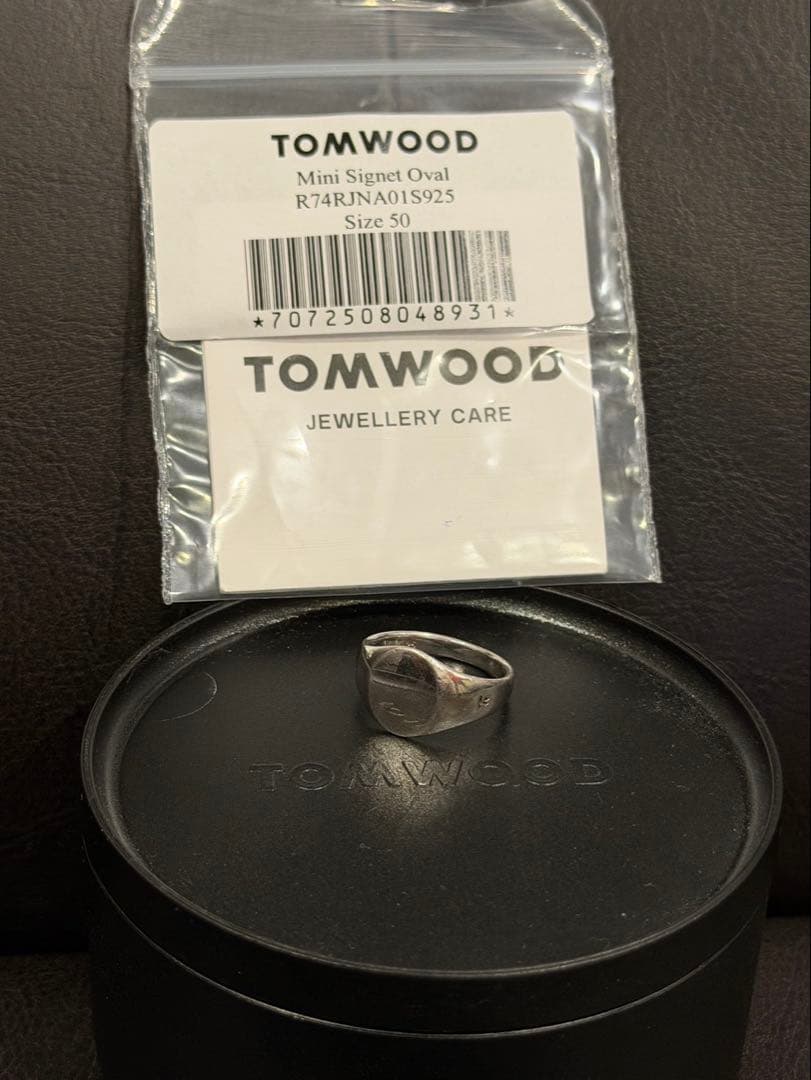 TOMWOOD
Mini Signet Oval
R74RJNA01S925
Size 50
*7072508048931*
TOMWOOD
JEWELLERY CARE
TOMWOOD